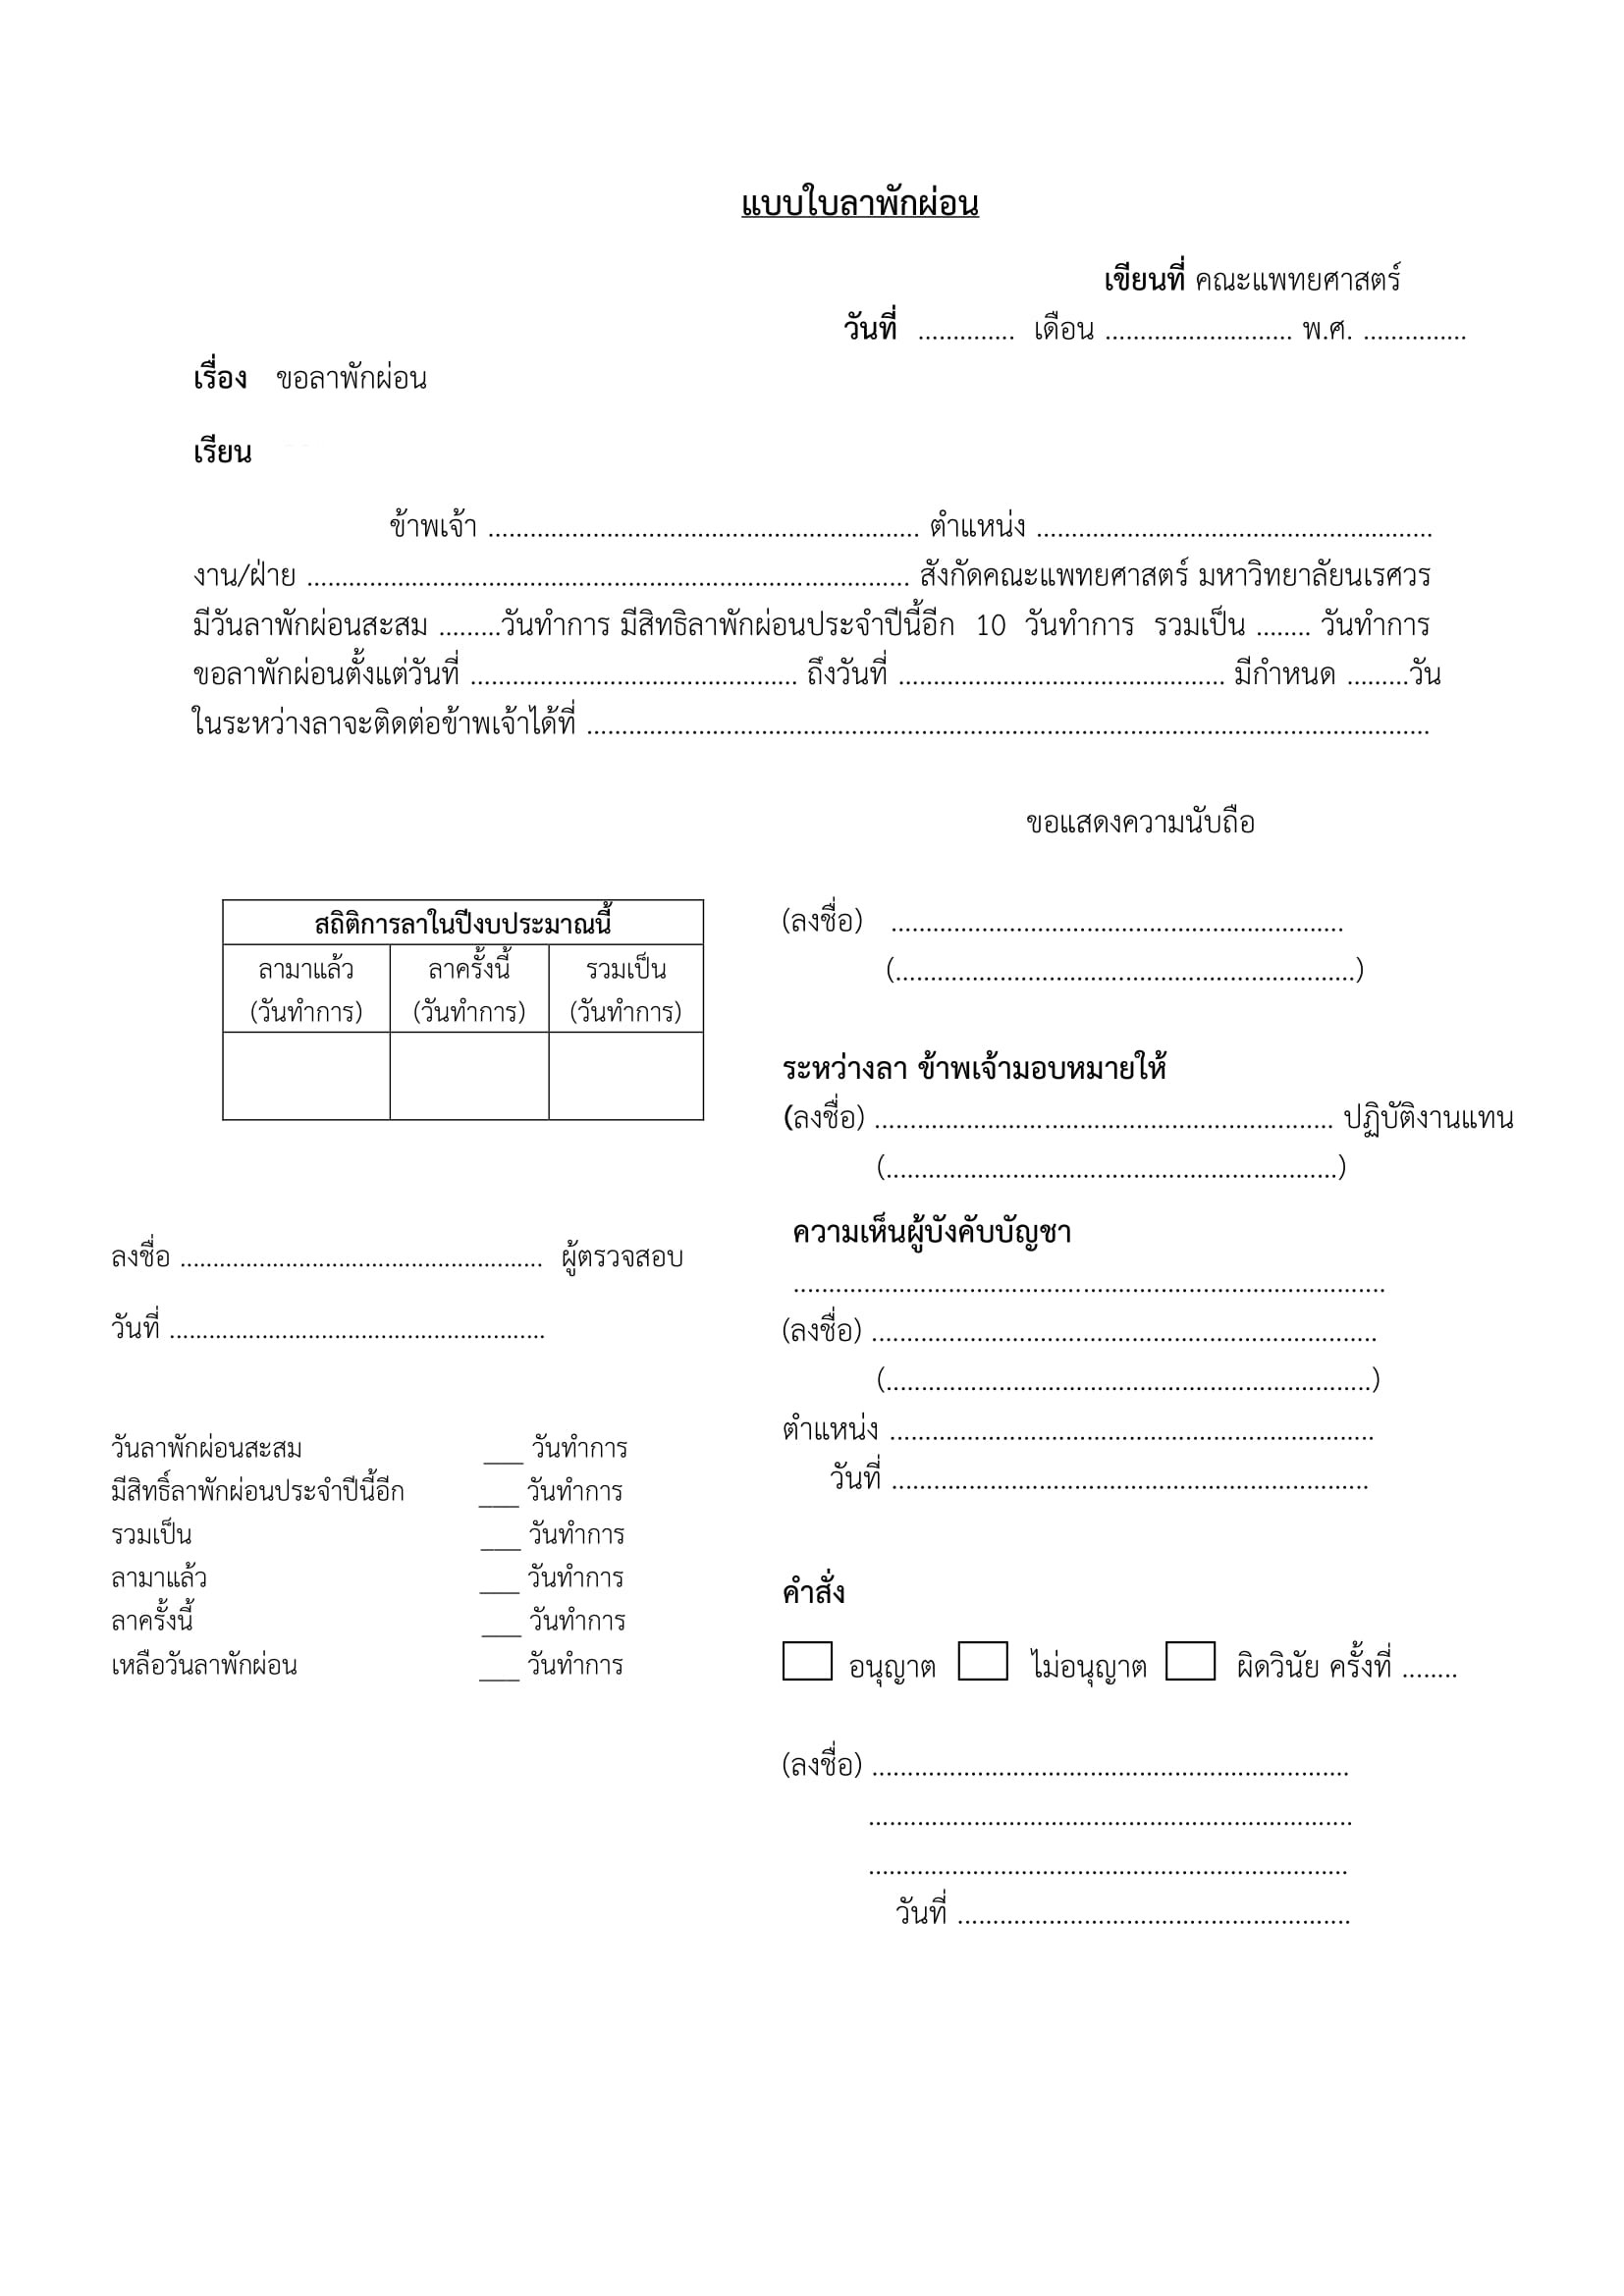 แบบใบลาพักผ่อน
เขียนที่ คณะแพทยศาสตร์
วันที่ .............. เดือน ........................... พ.ศ. ...............
เรื่อง ขอลาพักผ่อน
เรียน
ข้าพเจ้า .............................................................. ตำแหน่ง .........................................................
งาน/ฝ่าย ...................................................................................... สังกัดคณะแพทยศาสตร์ มหาวิทยาลัยนเรศวร
มีวันลาพักผ่อนสะสม .........วันทำการ มีสิทธิลาพักผ่อนประจำปีนี้อีก 10 วันทำการ รวมเป็น ........ วันทำการ
ขอลาพักผ่อนตั้งแต่วันที่ ............................................... ถึงวันที่ ............................................... มีกำหนด .........วัน
ในระหว่างลาจะติดต่อข้าพเจ้าได้ที่ .........................................................................................................................
ขอแสดงความนับถือ
สถิติการลาในปีงบประมาณนี้
ลามาแล้ว (วันทำการ) ลาครั้งนี้ (วันทำการ) รวมเป็น (วันทำการ)
(ลงชื่อ) .................................................................
(..................................................................)
ระหว่างลา ข้าพเจ้ามอบหมายให้
(ลงชื่อ) .................................................................. ปฏิบัติงานแทน
(................................................................)
ลงชื่อ ....................................................... ผู้ตรวจสอบ
วันที่ .........................................................
ความเห็นผู้บังคับบัญชา
.....................................................................................
(ลงชื่อ) ........................................................................
(.....................................................................)
ตำแหน่ง .....................................................................
วันที่ ....................................................................
วันลาพักผ่อนสะสม ___ วันทำการ
มีสิทธิ์ลาพักผ่อนประจำปีนี้อีก ___ วันทำการ
รวมเป็น ___ วันทำการ
ลามาแล้ว ___ วันทำการ
ลาครั้งนี้ ___ วันทำการ
เหลือวันลาพักผ่อน ___ วันทำการ
คำสั่ง
อนุญาต ไม่อนุญาต ผิดวินัย ครั้งที่ ........
(ลงชื่อ) ....................................................................
.....................................................................
....................................................................
วันที่ ........................................................